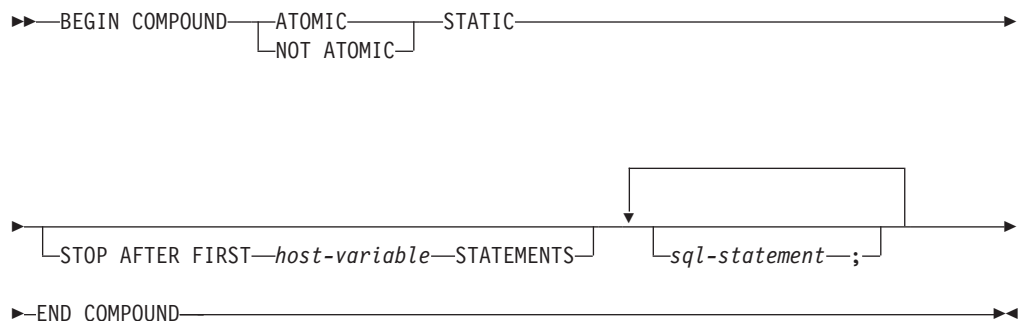 BEGIN COMPOUND ATOMIC STATIC
NOT ATOMIC
STOP AFTER FIRST host-variable STATEMENTS sql-statement ;
END COMPOUND